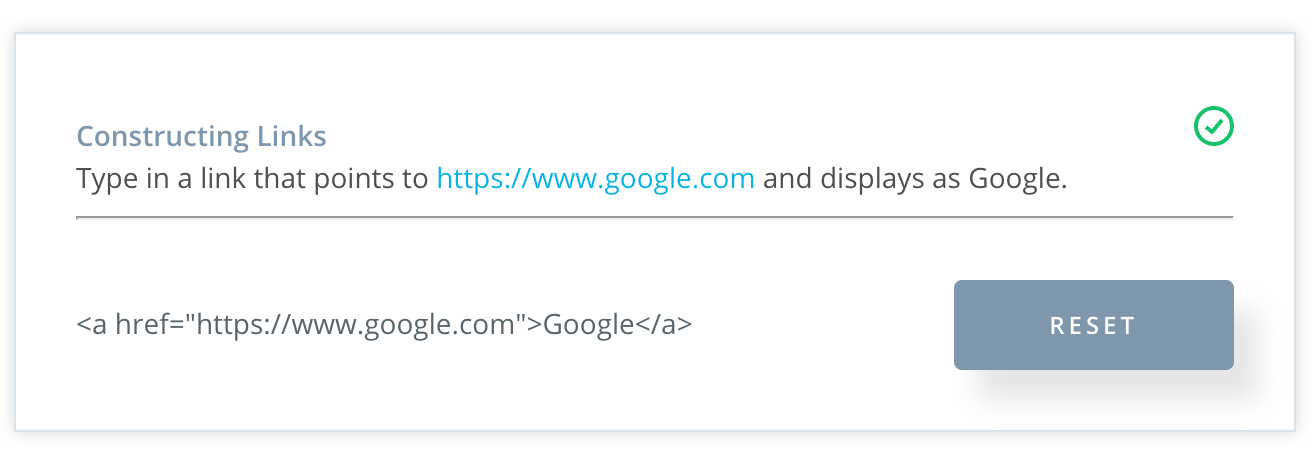 Constructing Links
Type in a link that points to https://www.google.com and displays as Google.
<a href="https://www.google.com">Google</a>
RESET